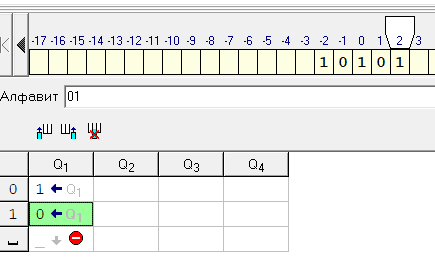 -17 -16 -15 -14 -13 -12 -11 -10 -9 -8 -7 -6 -5 -4 -3 -2 -1 0 1 2 3
1 0 1 0 1
Алфавит 01
Q1 Q2 Q3 Q4
0 1 ← Q1
1 0 ← Q1
␣ _ ↓